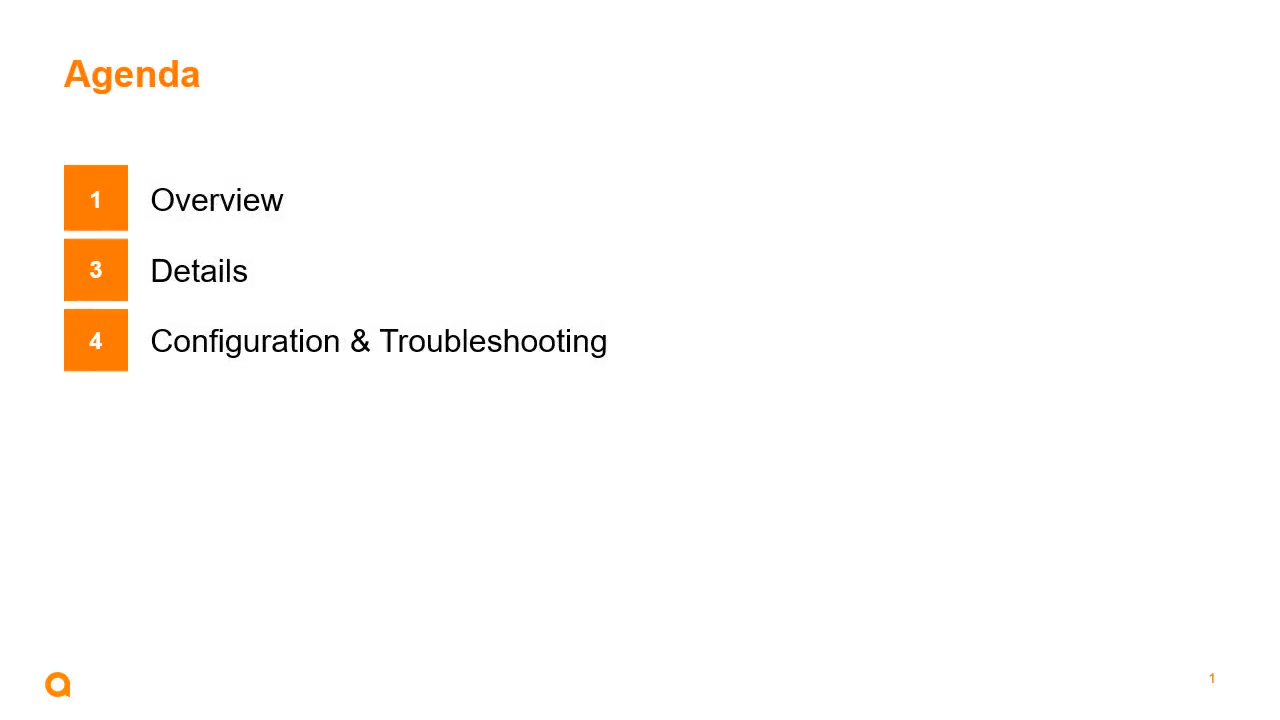 Agenda
1 Overview
3 Details
4 Configuration & Troubleshooting
1